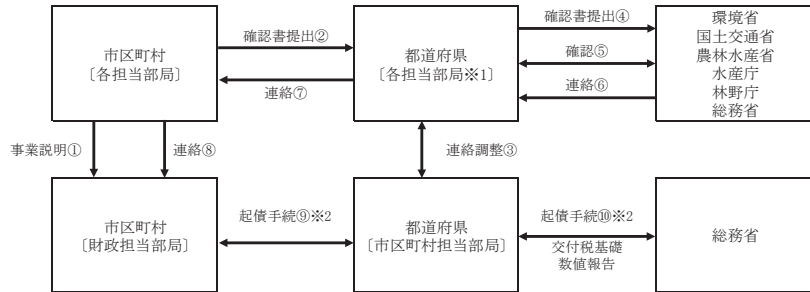 市区町村
〔各担当部局〕
確認書提出②
連絡⑦
都道府県
〔各担当部局※1〕
確認書提出④
確認⑤
連絡⑥
環境省
国土交通省
農林水産省
水産庁
林野庁
総務省
事業説明①
連絡⑧
連絡調整③
市区町村
〔財政担当部局〕
起債手続⑨※2
都道府県
〔市区町村担当部局〕
起債手続⑩※2
交付税基礎
数値報告
総務省